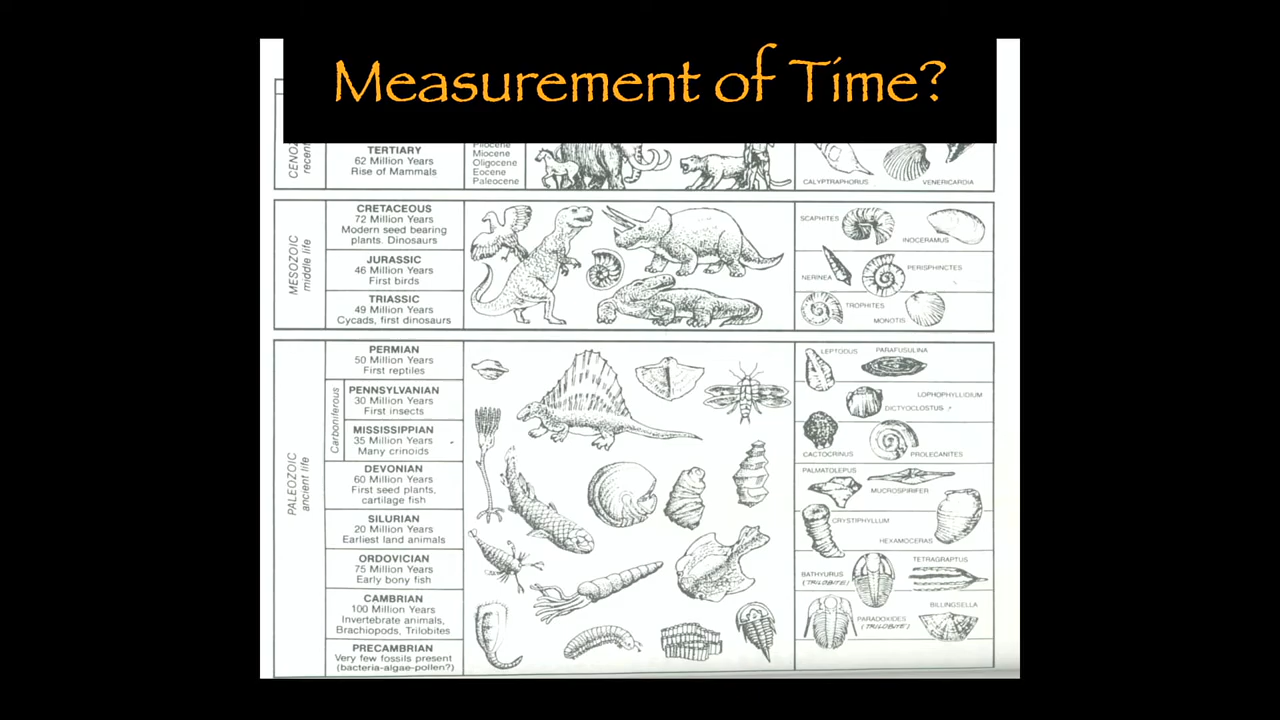 Measurement of Time?
TERTIARY
62 Million Years
Rise of Mammals
Pliocene
Miocene
Oligocene
Eocene
Paleocene
CALYPTRAPHORUS
VENERICARDIA
MESOZOIC
middle life
CRETACEOUS
72 Million Years
Modern seed bearing
plants. Dinosaurs
JURASSIC
46 Million Years
First birds
TRIASSIC
49 Million Years
Cycads, first dinosaurs
SCAPHITES
INOCERAMUS
NERINEA
PERISPHINCTES
TROPHITES
MONOTIS
PALEOZOIC
ancient life
PERMIAN
50 Million Years
First reptiles
Carboniferous
PENNSYLVANIAN
30 Million Years
First insects
MISSISSIPPIAN
35 Million Years
Many crinoids
DEVONIAN
60 Million Years
First seed plants,
cartilage fish
SILURIAN
20 Million Years
Earliest land animals
ORDOVICIAN
75 Million Years
Early bony fish
CAMBRIAN
100 Million Years
Invertebrate animals,
Brachiopods, Trilobites
PRECAMBRIAN
Very few fossils present
(bacteria-algae-pollen?)
LEPTODUS
PARAFUSULINA
LOPHOPHYLLIDIUM
DICTYOCLOSTUS
CACTOCRINUS
PROLECANITES
PALMATOLEPUS
MUCROSPIRIFER
CRYSTIPHYLLUM
HEXAMOCERAS
BATHYURUS
(TRILOBITE)
TETRAGRAPTUS
PARADOXIDES
(TRILOBITE)
BILLINGSELLA